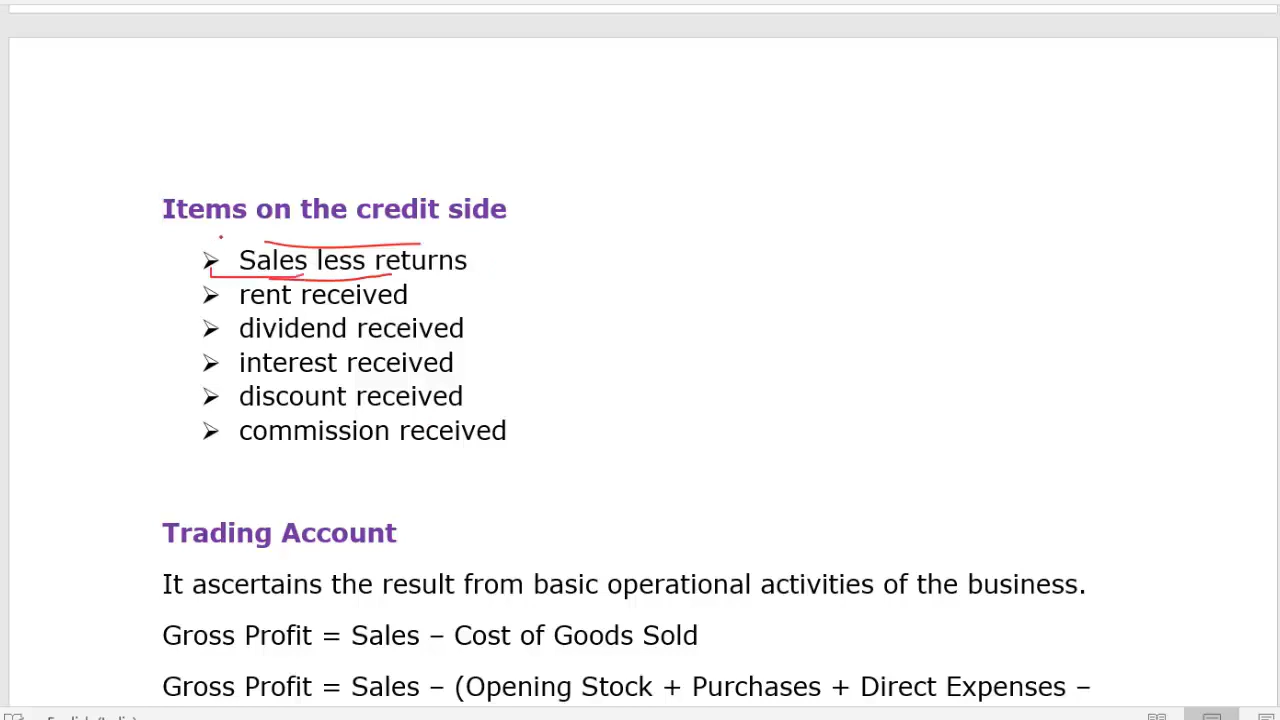 Items on the credit side
➢ Sales less returns
➢ rent received
➢ dividend received
➢ interest received
➢ discount received
➢ commission received
Trading Account
It ascertains the result from basic operational activities of the business.
Gross Profit = Sales – Cost of Goods Sold
Gross Profit = Sales – (Opening Stock + Purchases + Direct Expenses –